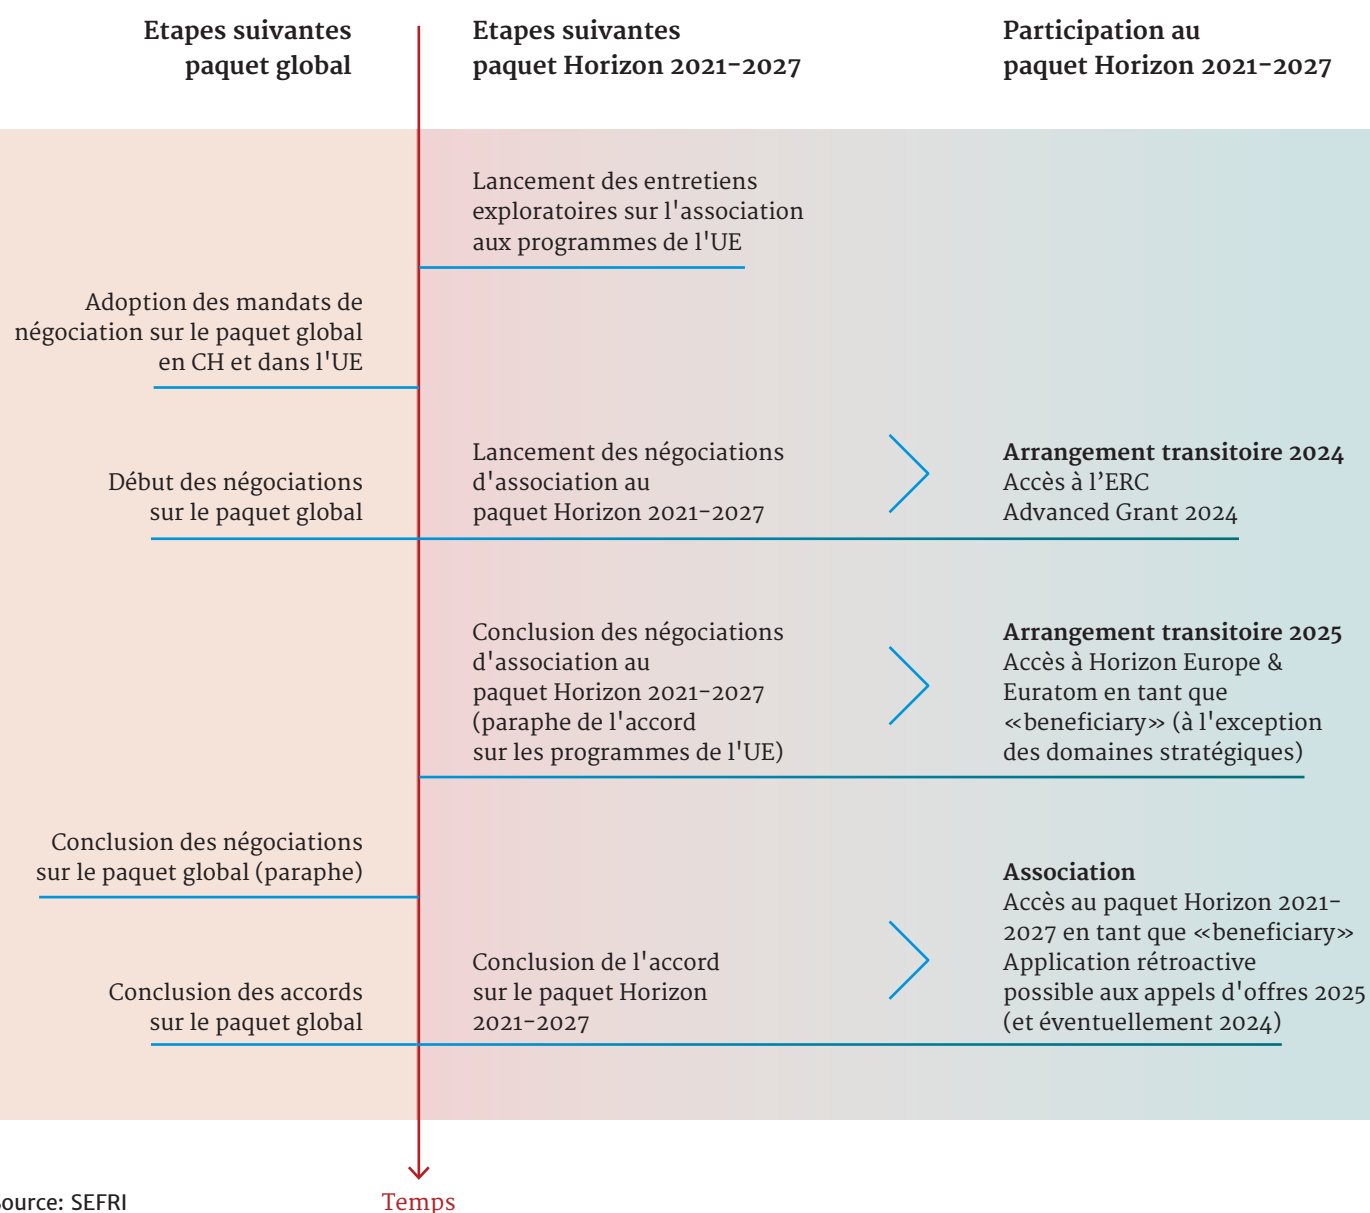 Etapes suivantes
paquet global
Etapes suivantes
paquet Horizon 2021-2027
Participation au
paquet Horizon 2021-2027
Lancement des entretiens
exploratoires sur l'association
aux programmes de l'UE
Adoption des mandats de
négociation sur le paquet global
en CH et dans l'UE
Début des négociations
sur le paquet global
Lancement des négociations
d'association au
paquet Horizon 2021-2027
Arrangement transitoire 2024
Accès à l’ERC
Advanced Grant 2024
Conclusion des négociations
d'association au
paquet Horizon 2021-2027
(paraphe de l'accord
sur les programmes de l'UE)
Arrangement transitoire 2025
Accès à Horizon Europe &
Euratom en tant que
«beneficiary» (à l'exception
des domaines stratégiques)
Conclusion des négociations
sur le paquet global (paraphe)
Conclusion des accords
sur le paquet global
Conclusion de l'accord
sur le paquet Horizon
2021-2027
Association
Accès au paquet Horizon 2021-
2027 en tant que «beneficiary»
Application rétroactive
possible aux appels d'offres 2025
(et éventuellement 2024)
Source: SEFRI
Temps